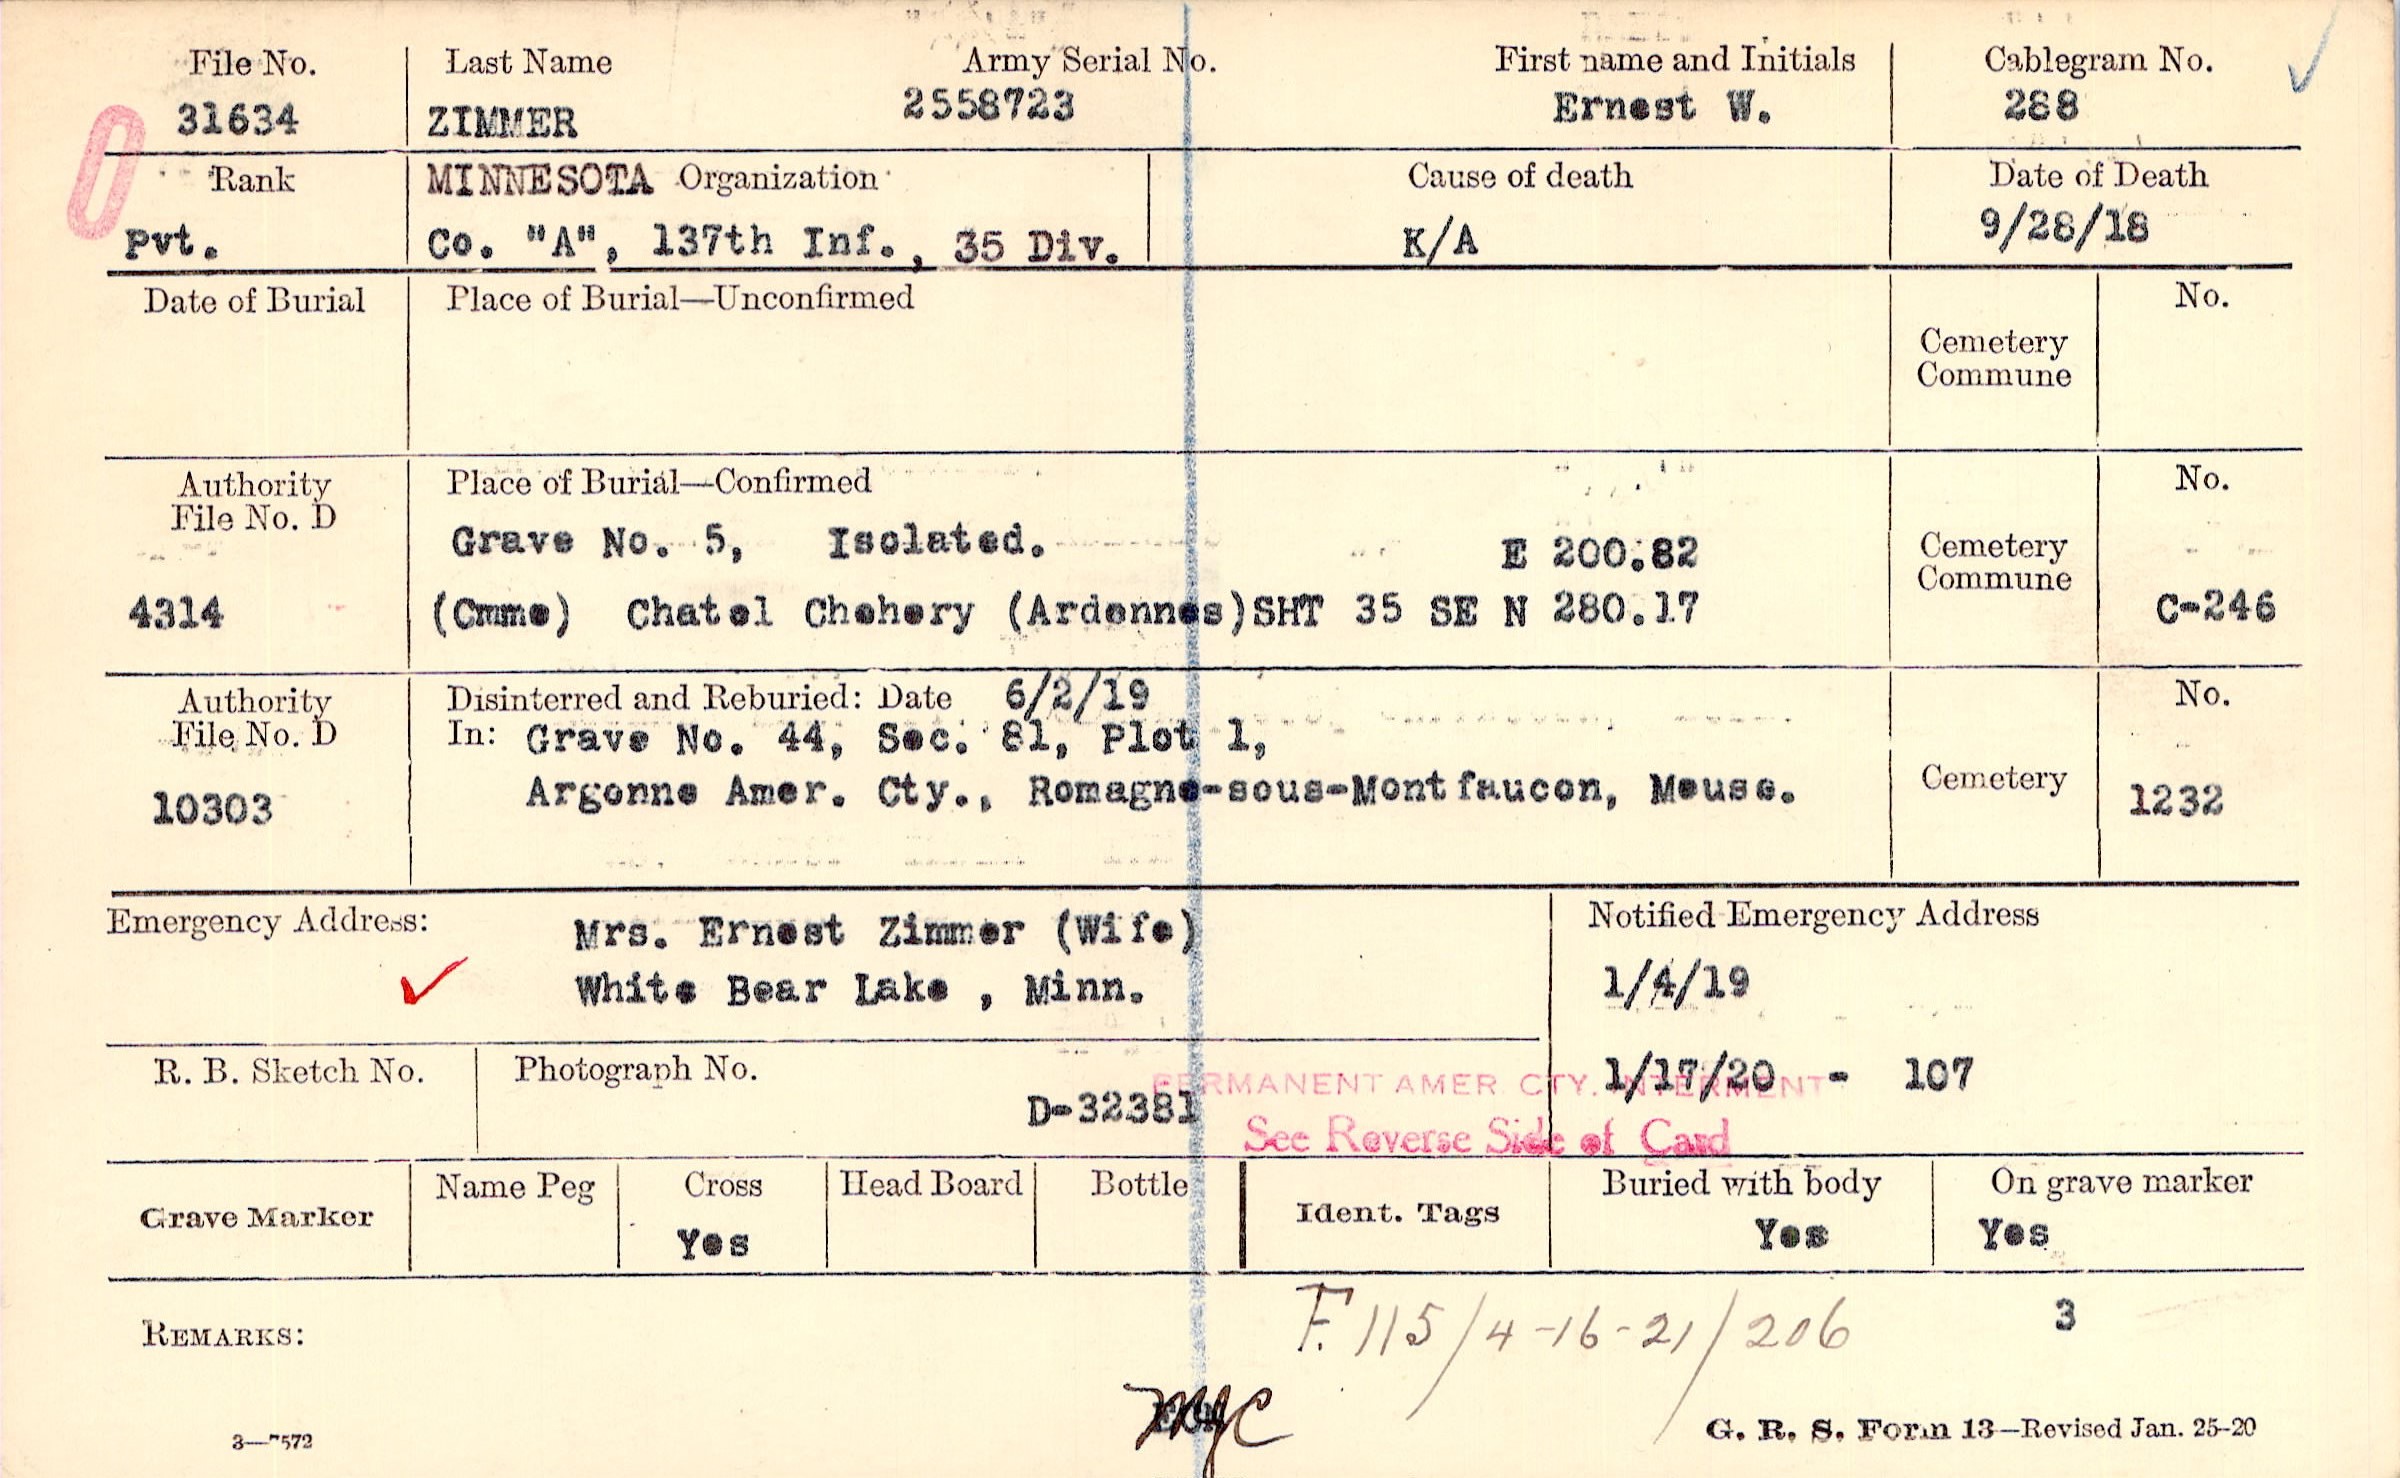 File No. Last Name Army Serial No. First name and Initials Cablegram No.
31634 ZIMMER 2558723 Ernest W. 288
Rank MINNESOTA Organization Cause of death Date of Death
Pvt. Co. "A", 137th Inf., 35 Div. K/A 9/28/18
Date of Burial Place of Burial—Unconfirmed No.
Cemetery
Commune
Authority Place of Burial—Confirmed No.
File No. D
Grave No. 5, Isolated. E 200.82 Cemetery
Commune
4314 (Cmme) Chatel Chehery (Ardennes)SHT 35 SE N 280.17 C-246
Authority Disinterred and Reburied: Date 6/2/19 No.
File No. D In: Grave No. 44, Sec. 81, Plot 1,
10303 Argonne Amer. Cty., Romagne-sous-Montfaucon, Meuse. Cemetery 1232
Emergency Address: Mrs. Ernest Zimmer (Wife) Notified Emergency Address
White Bear Lake , Minn. 1/4/19
R. B. Sketch No. Photograph No. 1/17/20 - 107
PERMANENT AMER. CTY. INTERMENT
D-32381
See Reverse Side of Card
Grave Marker Name Peg Cross Head Board Bottle Ident. Tags Buried with body On grave marker
Yes Yes Yes
REMARKS: F. 115/4-16-21/206 3
3—7572 G. R. S. Form 13—Revised Jan. 25-20